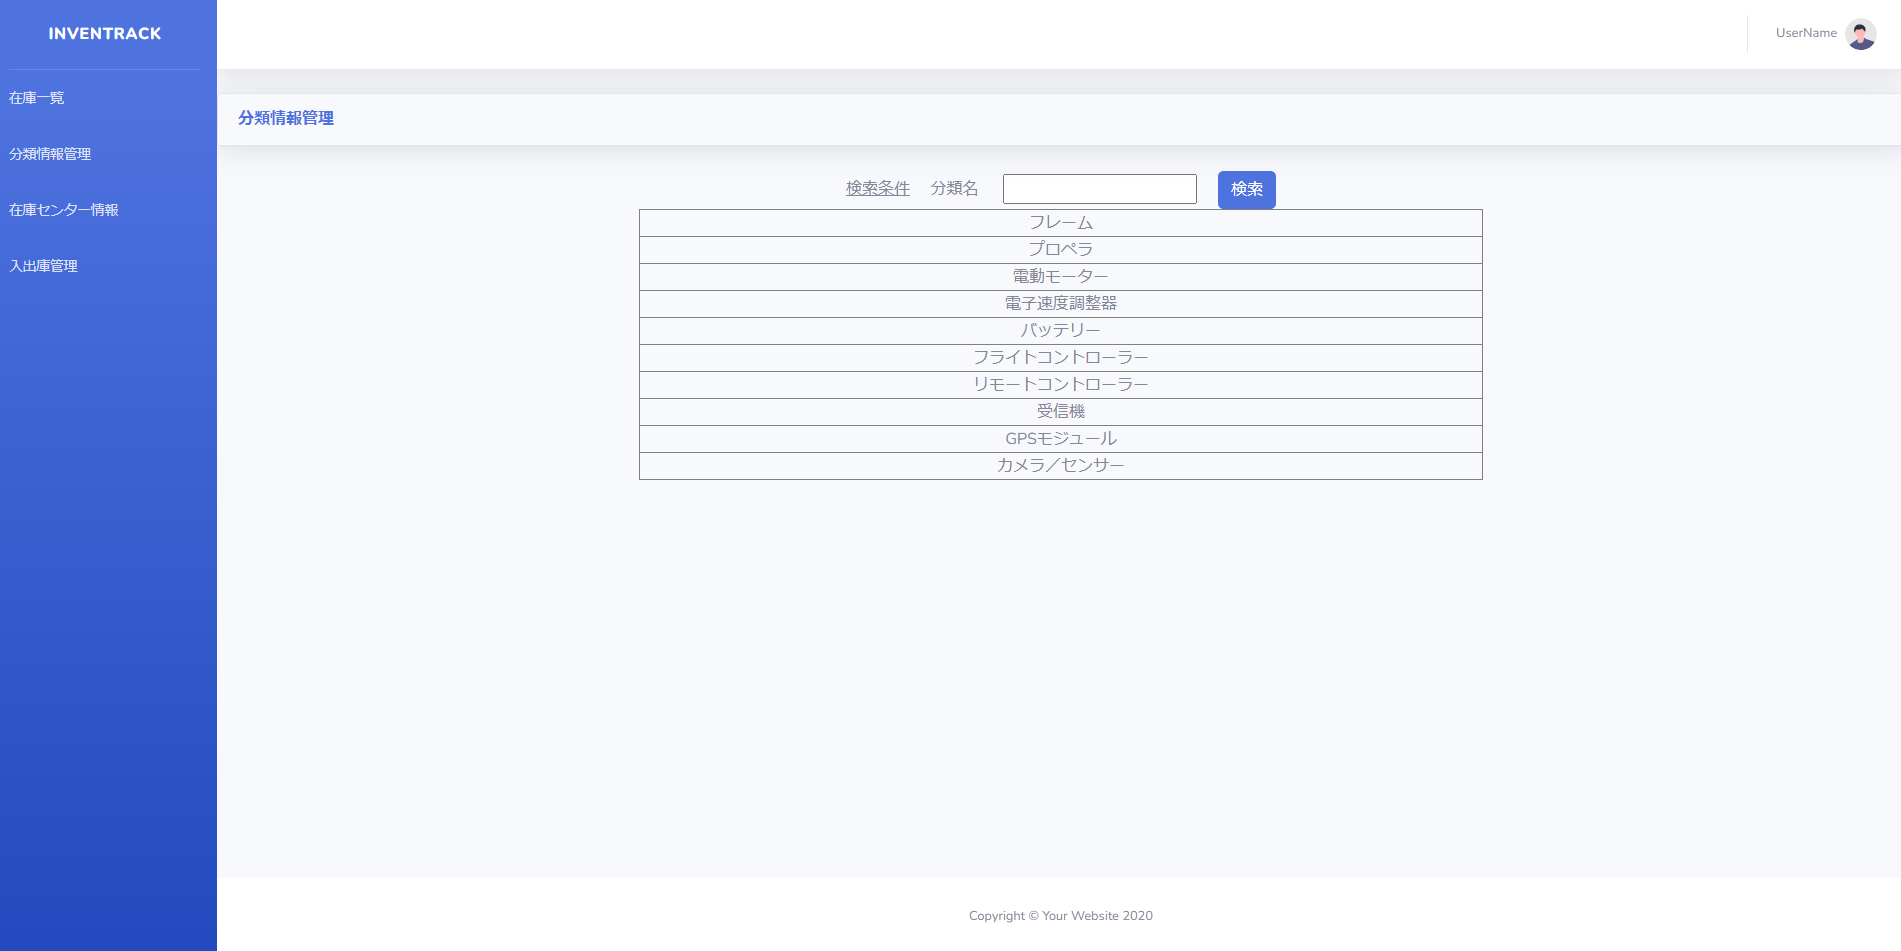 INVENTRACK
UserName
在庫一覧
分類情報管理
在庫センター情報
入出庫管理
分類情報管理
検索条件 分類名 検索
フレーム
プロペラ
電動モーター
電子速度調整器
バッテリー
フライトコントローラー
リモートコントローラー
受信機
GPSモジュール
カメラ／センサー
Copyright © Your Website 2020